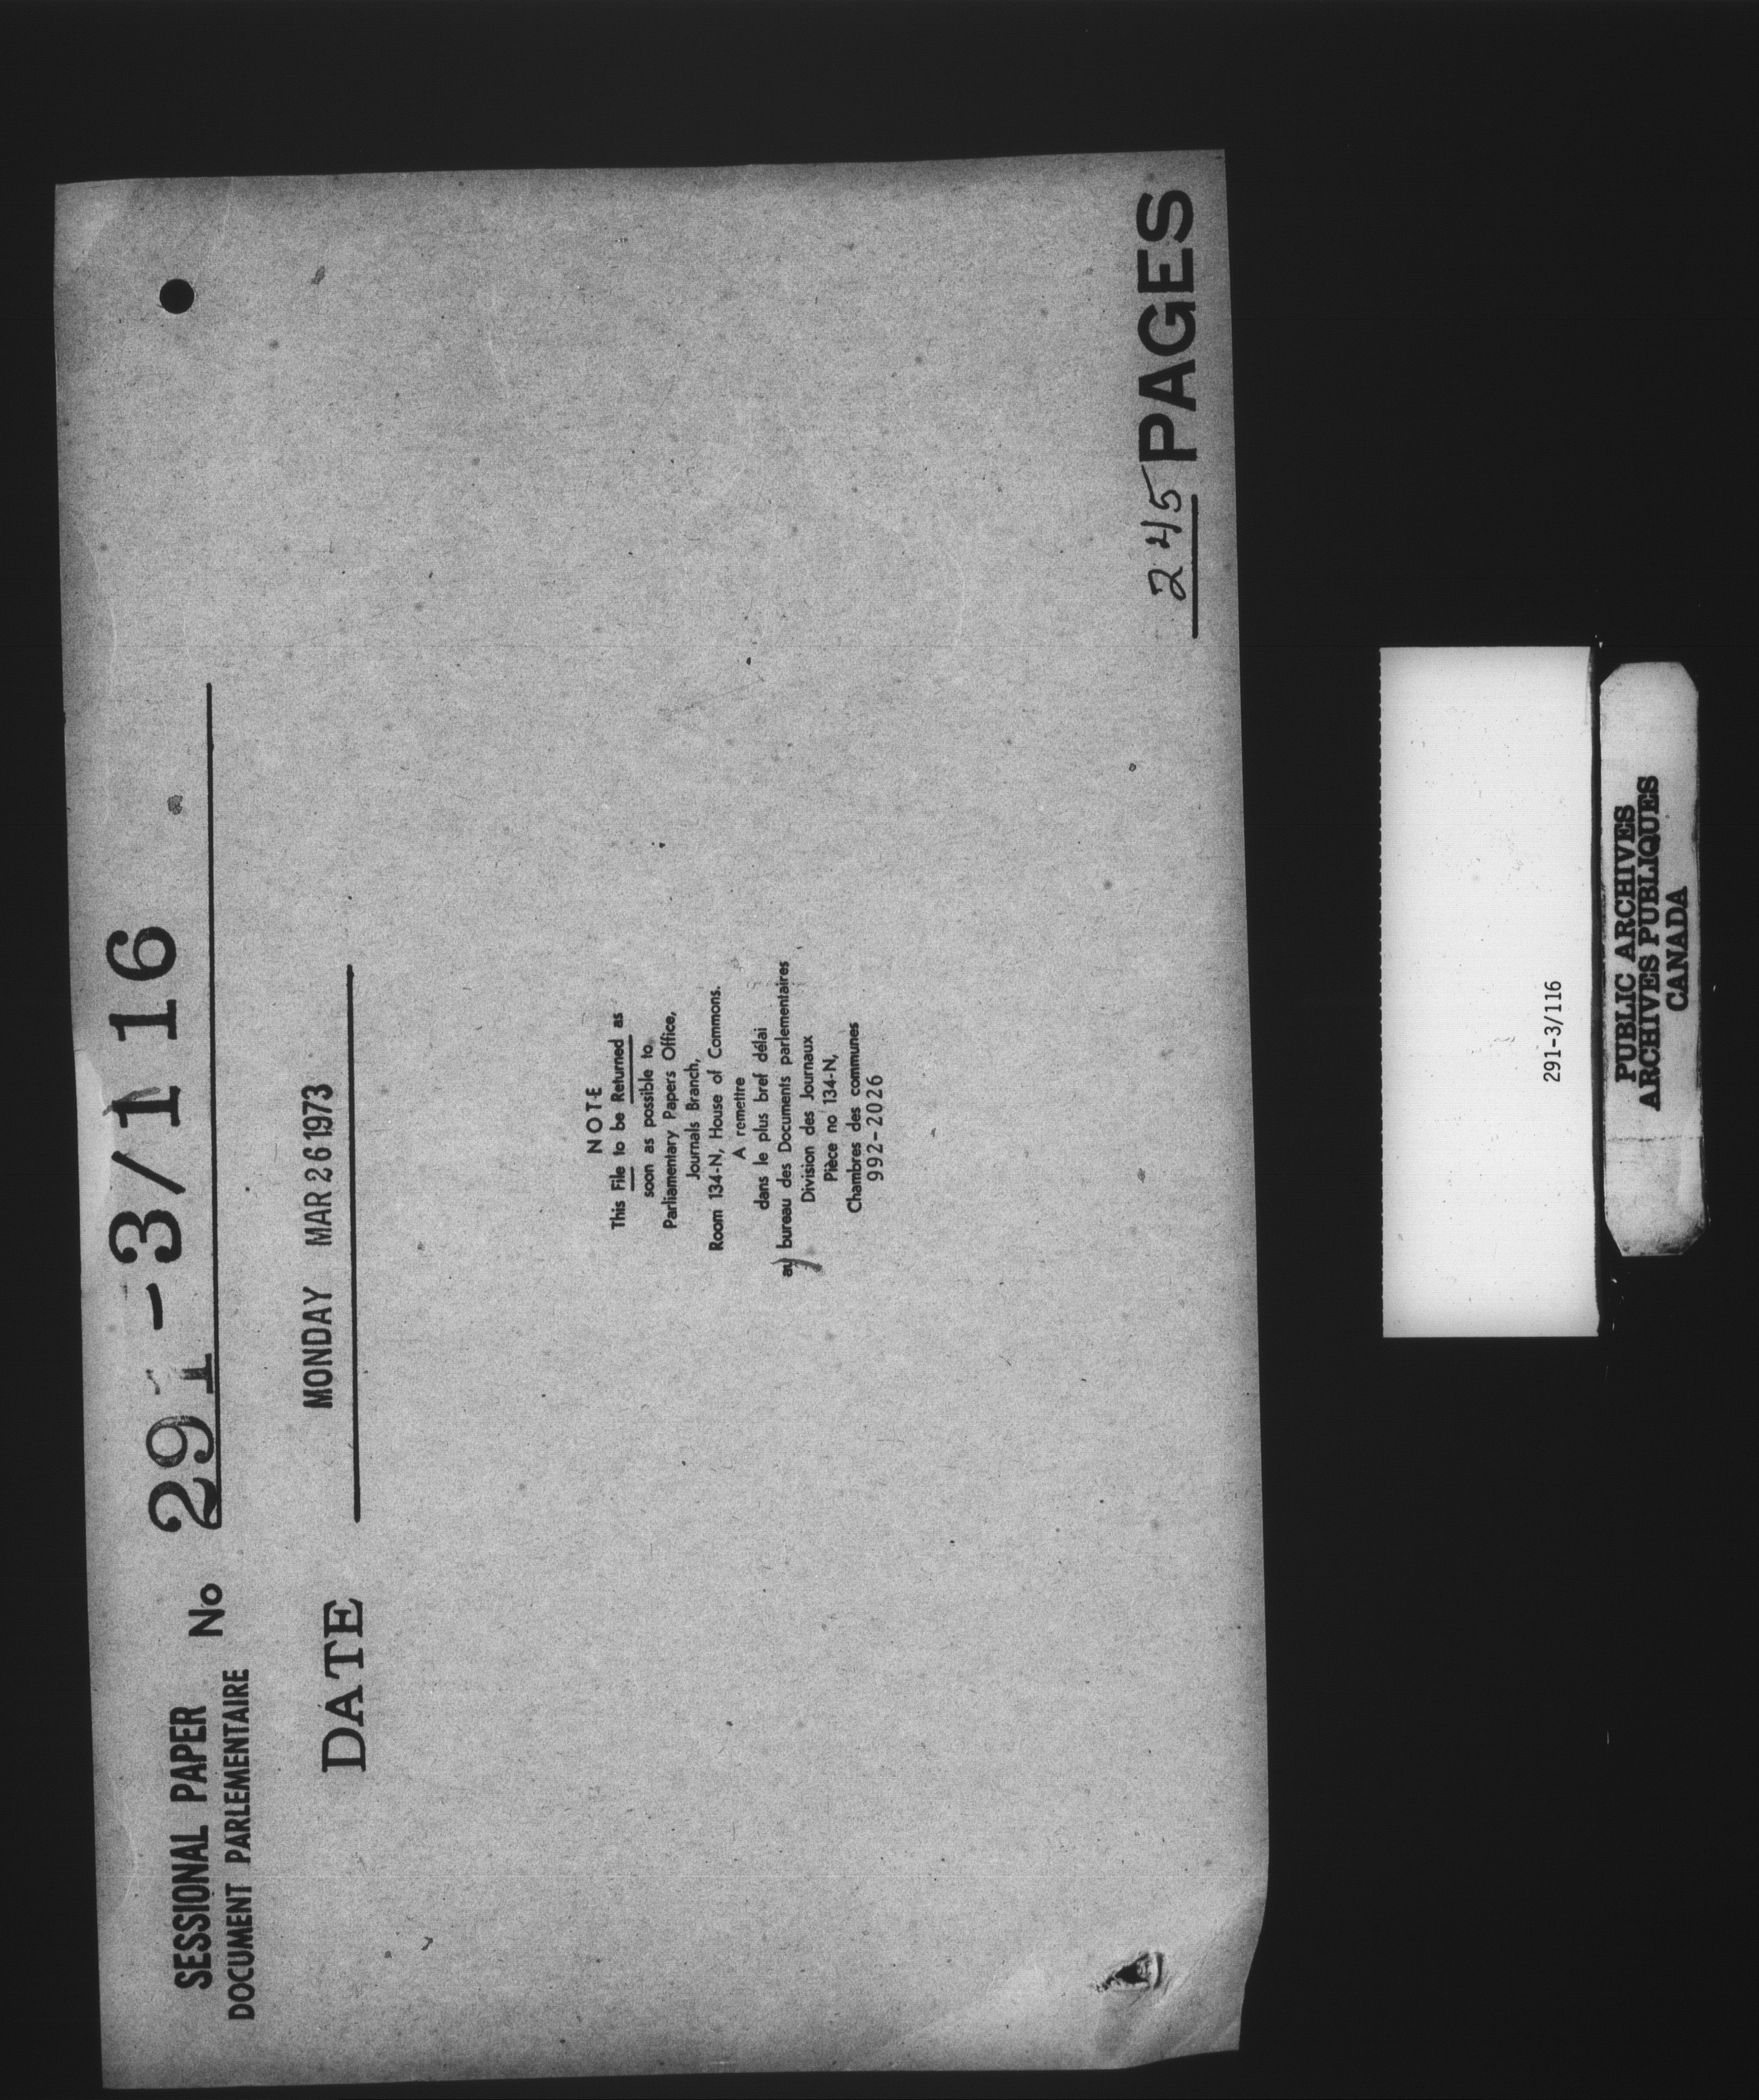 SESSIONAL PAPER No 291-3/116
DOCUMENT PARLEMENTAIRE
DATE MONDAY MAR 26 1973
NOTE
This File to be Returned as
soon as possible to
Parliamentary Papers Office,
Journals Branch,
Room 134-N, House of Commons.
A remettre
dans le plus bref délai
au bureau des Documents parlementaires
Division des Journaux
Pièce no 134-N,
Chambres des communes
992-2026
245 PAGES
291-3/116
PUBLIC ARCHIVES
ARCHIVES PUBLIQUES
CANADA